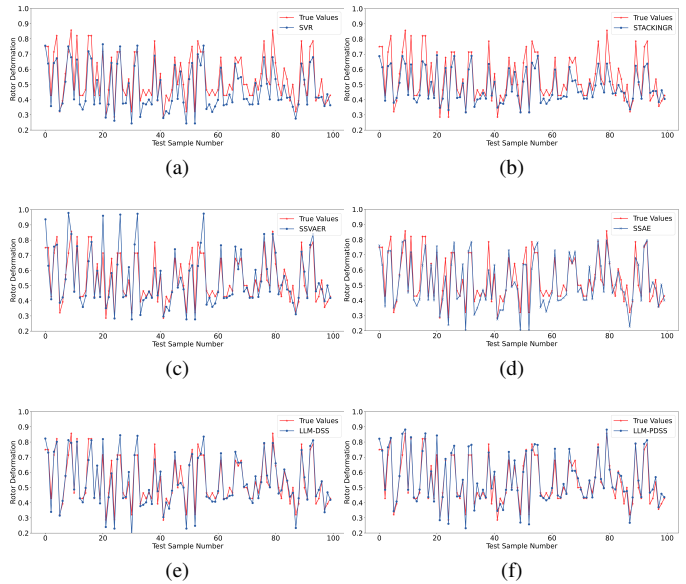 1.0
0.9
0.8
0.7
0.6
0.5
0.4
0.3
0.2
Rotor Deformation
True Values
SVR
0 20 40 60 80 100
Test Sample Number
(a)
1.0
0.9
0.8
0.7
0.6
0.5
0.4
0.3
0.2
Rotor Deformation
True Values
STACKINGR
0 20 40 60 80 100
Test Sample Number
(b)
1.0
0.9
0.8
0.7
0.6
0.5
0.4
0.3
0.2
Rotor Deformation
True Values
SSVAER
0 20 40 60 80 100
Test Sample Number
(c)
1.0
0.9
0.8
0.7
0.6
0.5
0.4
0.3
0.2
Rotor Deformation
True Values
SSAE
0 20 40 60 80 100
Test Sample Number
(d)
1.0
0.9
0.8
0.7
0.6
0.5
0.4
0.3
0.2
Rotor Deformation
True Values
LLM-DSS
0 20 40 60 80 100
Test Sample Number
(e)
1.0
0.9
0.8
0.7
0.6
0.5
0.4
0.3
0.2
Rotor Deformation
True Values
LLM-PDSS
0 20 40 60 80 100
Test Sample Number
(f)